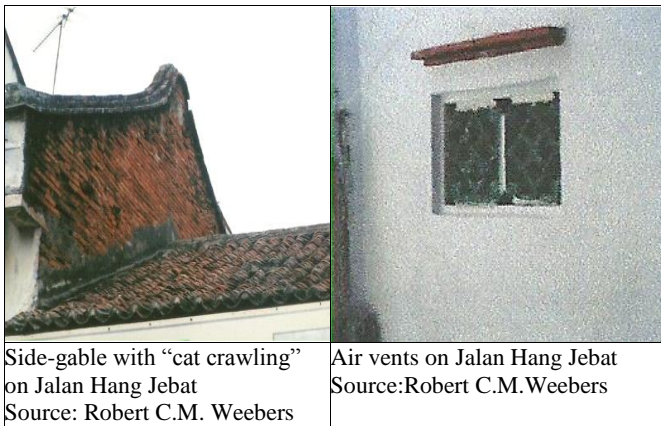 Side-gable with “cat crawling”
on Jalan Hang Jebat
Source: Robert C.M. Weebers
Air vents on Jalan Hang Jebat
Source:Robert C.M.Weebers